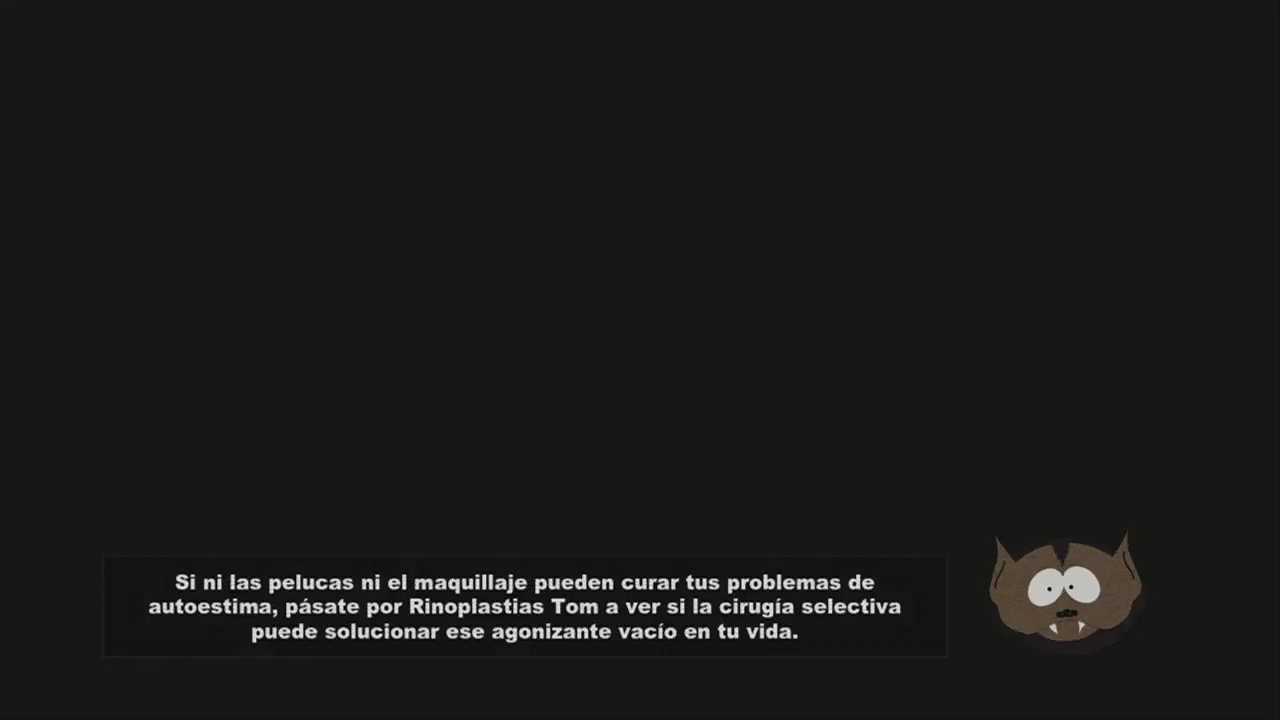 Si ni las pelucas ni el maquillaje pueden curar tus problemas de
autoestima, pásate por Rinoplastias Tom a ver si la cirugía selectiva
puede solucionar ese agonizante vacío en tu vida.